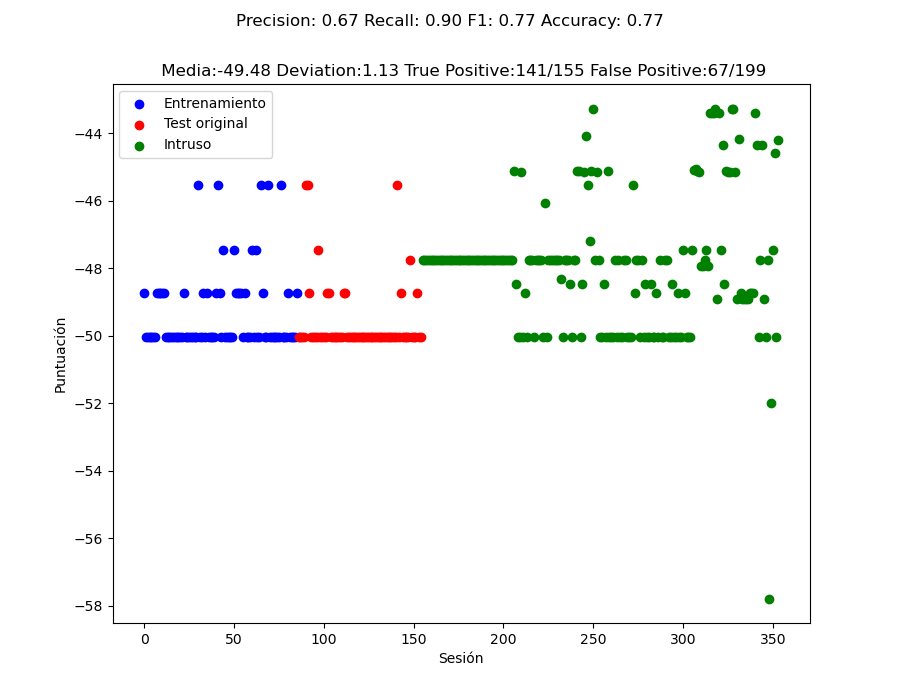 Precision: 0.67 Recall: 0.90 F1: 0.77 Accuracy: 0.77
Media:-49.48 Deviation:1.13 True Positive:141/155 False Positive:67/199
Entrenamiento
Test original
Intruso
Puntuación
−44
−46
−48
−50
−52
−54
−56
−58
0
50
100
150
200
250
300
350
Sesión